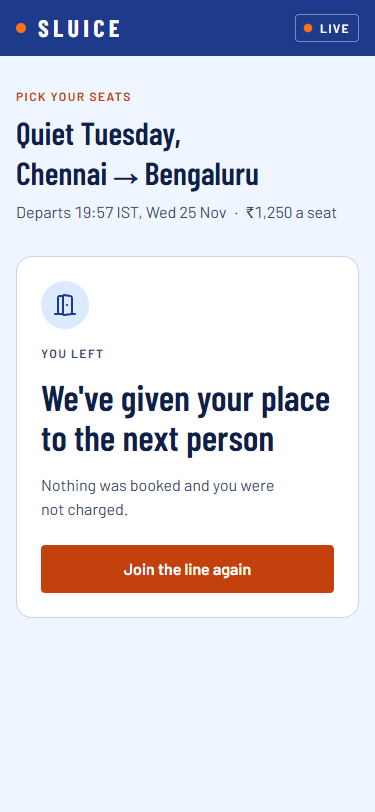 SLUICE
LIVE
PICK YOUR SEATS
Quiet Tuesday,
Chennai → Bengaluru
Departs 19:57 IST, Wed 25 Nov · ₹1,250 a seat
YOU LEFT
We've given your place
to the next person
Nothing was booked and you were
not charged.
Join the line again